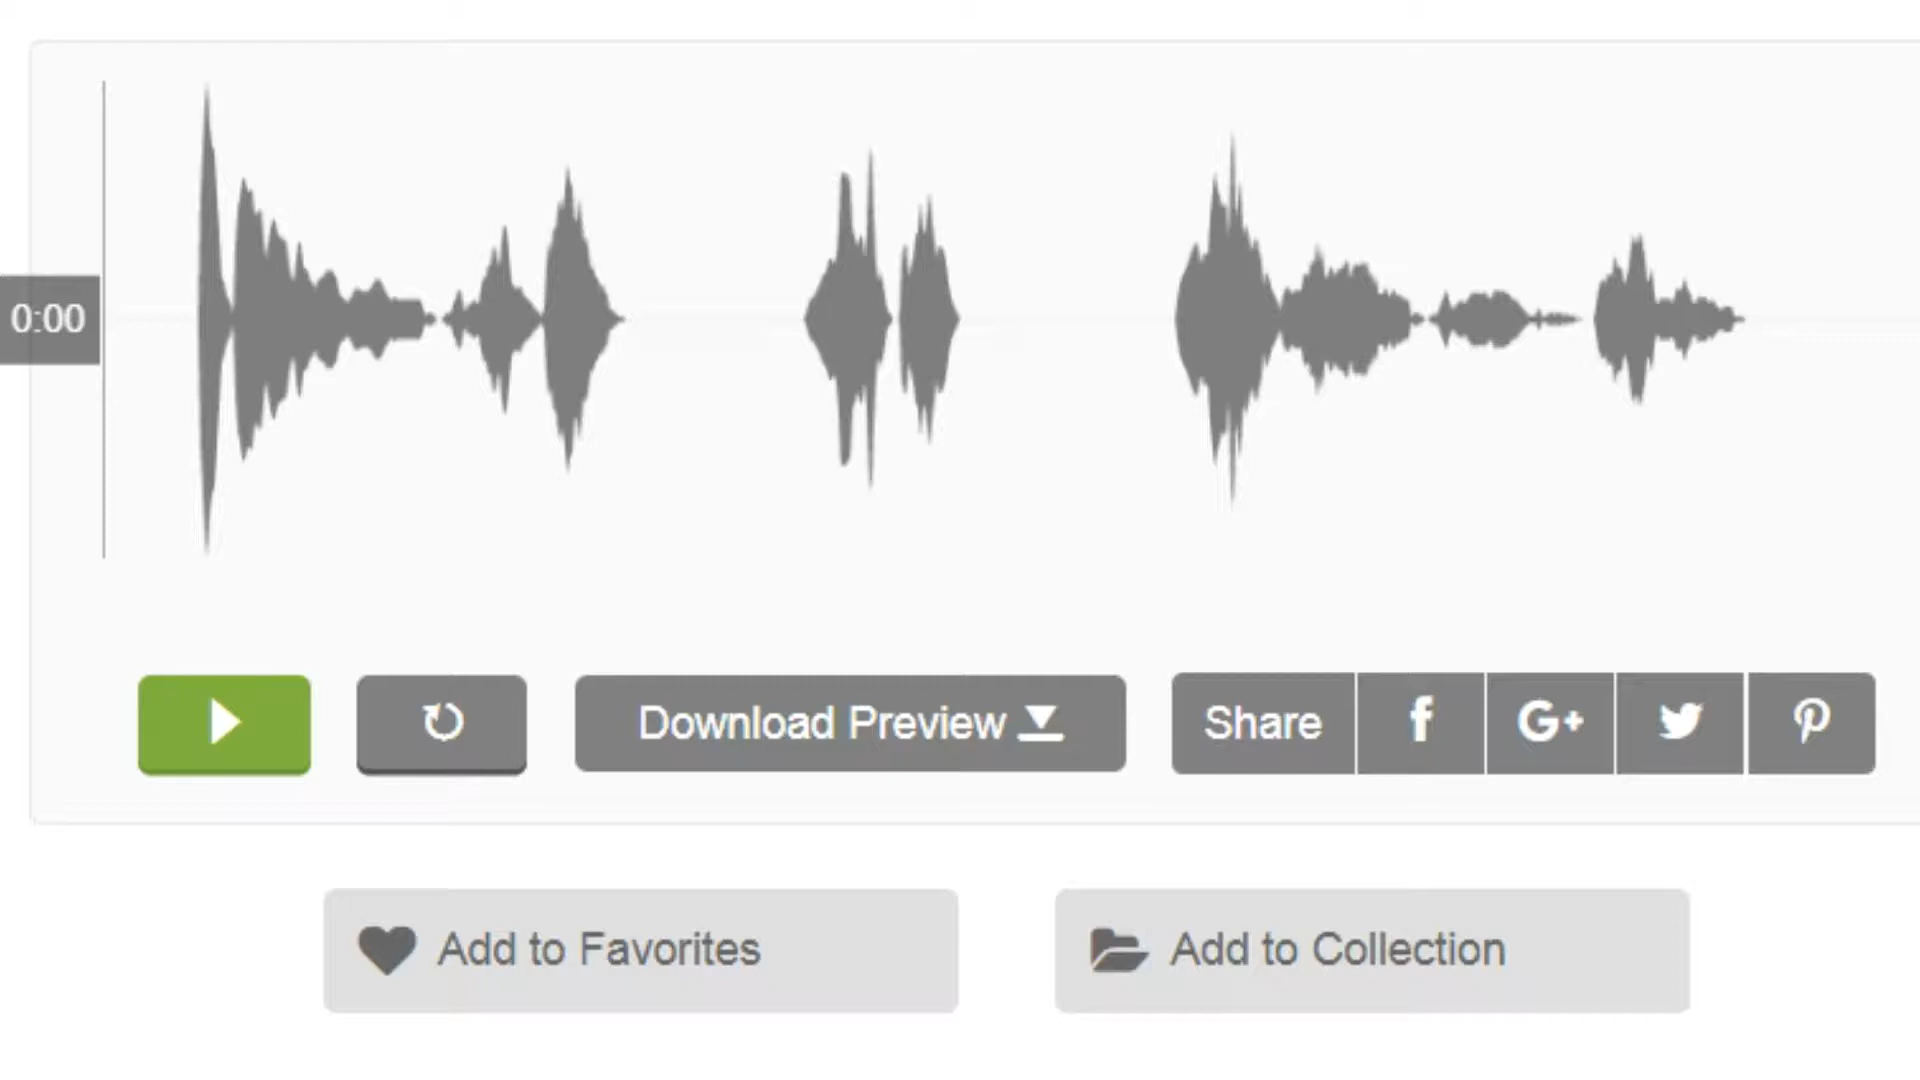 0:00
Download Preview
Share
f
G+
Add to Favorites
Add to Collection